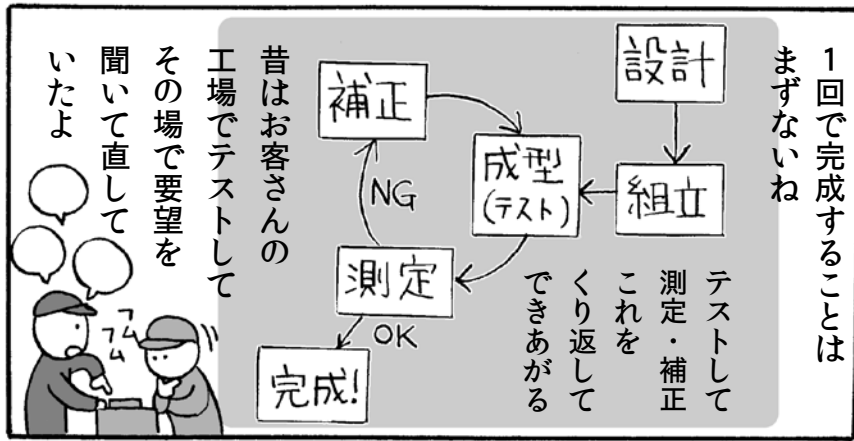 1回で完成することは
まずないね
設計
組立
成型
(テスト)
測定
NG
補正
OK
完成!
テストして
測定・補正
これを
くり返して
できあがる
昔はお客さんの
工場でテストして
その場で要望を
聞いて直して
いたよ
フム
フム